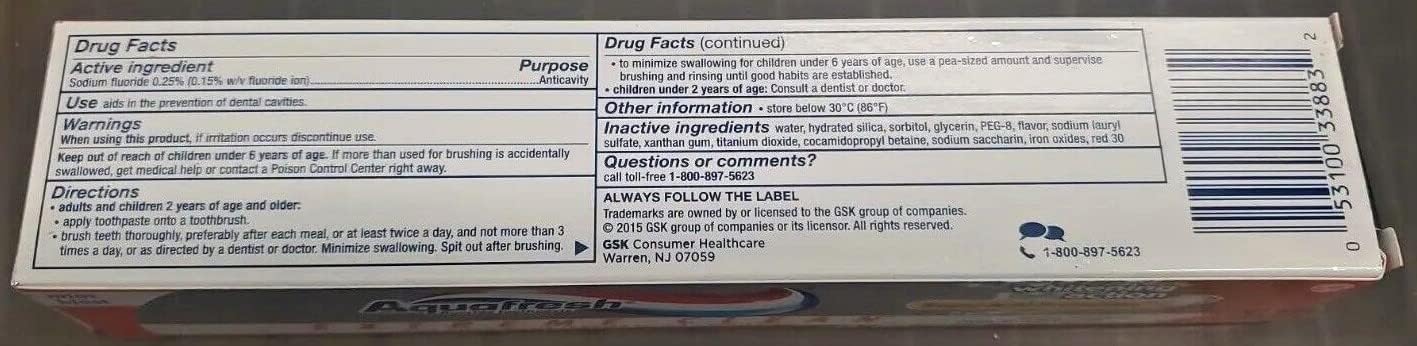 Drug Facts
Active ingredient Purpose
Sodium fluoride 0.25% (0.15% w/v fluoride ion)..........Anticavity
Use aids in the prevention of dental cavities.
Warnings
When using this product, if irritation occurs discontinue use.
Keep out of reach of children under 6 years of age. If more than used for brushing is accidentally
swallowed, get medical help or contact a Poison Control Center right away.
Directions
• adults and children 2 years of age and older:
• apply toothpaste onto a toothbrush.
• brush teeth thoroughly, preferably after each meal, or at least twice a day, and not more than 3
times a day, or as directed by a dentist or doctor. Minimize swallowing. Spit out after brushing.
Drug Facts (continued)
• to minimize swallowing for children under 6 years of age, use a pea-sized amount and supervise
brushing and rinsing until good habits are established.
• children under 2 years of age: Consult a dentist or doctor.
Other information • store below 30°C (86°F)
Inactive ingredients water, hydrated silica, sorbitol, glycerin, PEG-8, flavor, sodium lauryl
sulfate, xanthan gum, titanium dioxide, cocamidopropyl betaine, sodium saccharin, iron oxides, red 30
Questions or comments?
call toll-free 1-800-897-5623
ALWAYS FOLLOW THE LABEL
Trademarks are owned by or licensed to the GSK group of companies.
© 2015 GSK group of companies or its licensor. All rights reserved.
GSK Consumer Healthcare
Warren, NJ 07059
1-800-897-5623
0 53100 33883 2
mint blast
Aquafresh
EXTREME CLEAN
Whitening
action